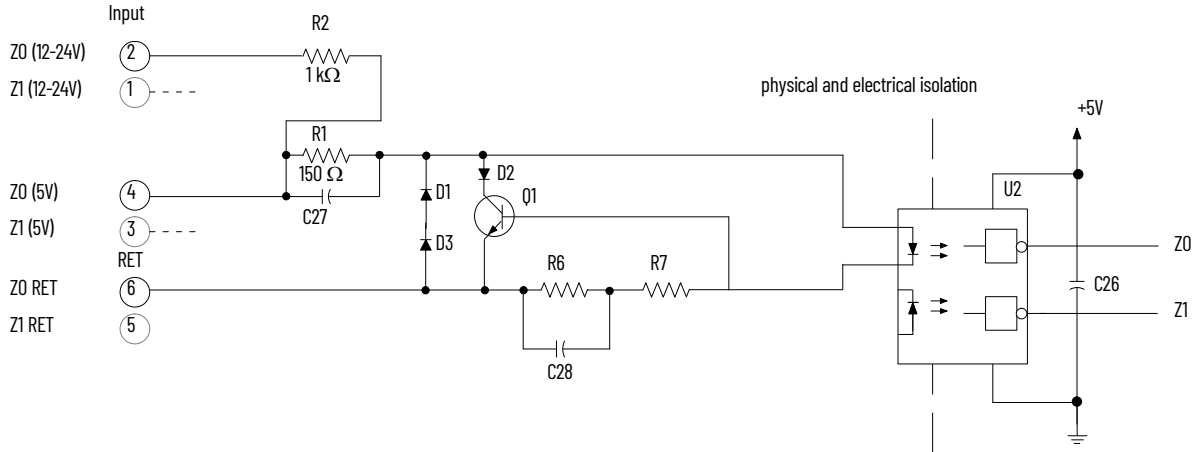 Input
R2
Z0 (12-24V) 2
1 kΩ
Z1 (12-24V) 1
physical and electrical isolation
+5V
R1
150 Ω
D2
U2
Z0 (5V) 4
D1
Q1
C27
Z1 (5V) 3
D3
Z0
RET
R6
R7
C26
Z0 RET 6
Z1
Z1 RET 5
C28